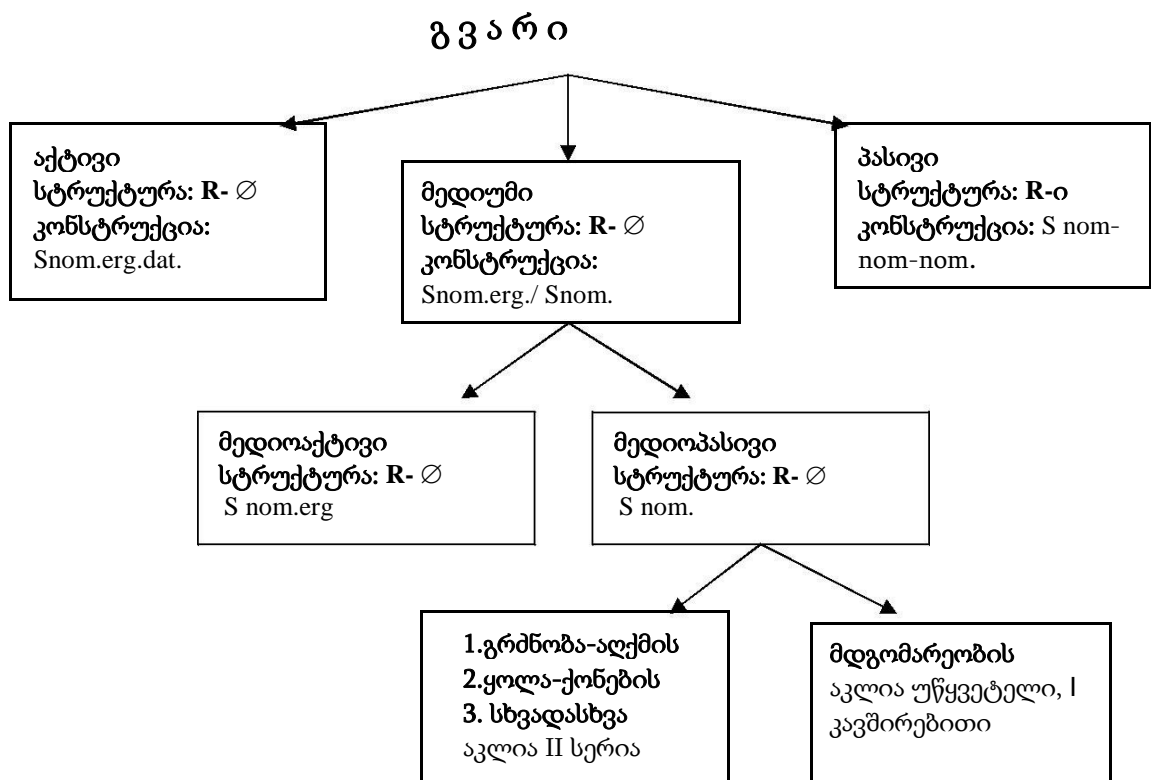 გ ვ ა რ ი
აქტივი
სტრუქტურა: R- ∅
კონსტრუქცია:
Snom.erg.dat.
მედიუმი
სტრუქტურა: R- ∅
კონსტრუქცია:
Snom.erg./ Snom.
პასივი
სტრუქტურა: R-ი
კონსტრუქცია: S nom-
nom-nom.
მედიოაქტივი
სტრუქტურა: R- ∅
S nom.erg
მედიოპასივი
სტრუქტურა: R- ∅
S nom.
1.გრძნობა-აღქმის
2.ყოლა-ქონების
3. სხვადასხვა
აკლია II სერია
მდგომარეობის
აკლია უწყვეტელი, I
კავშირებითი